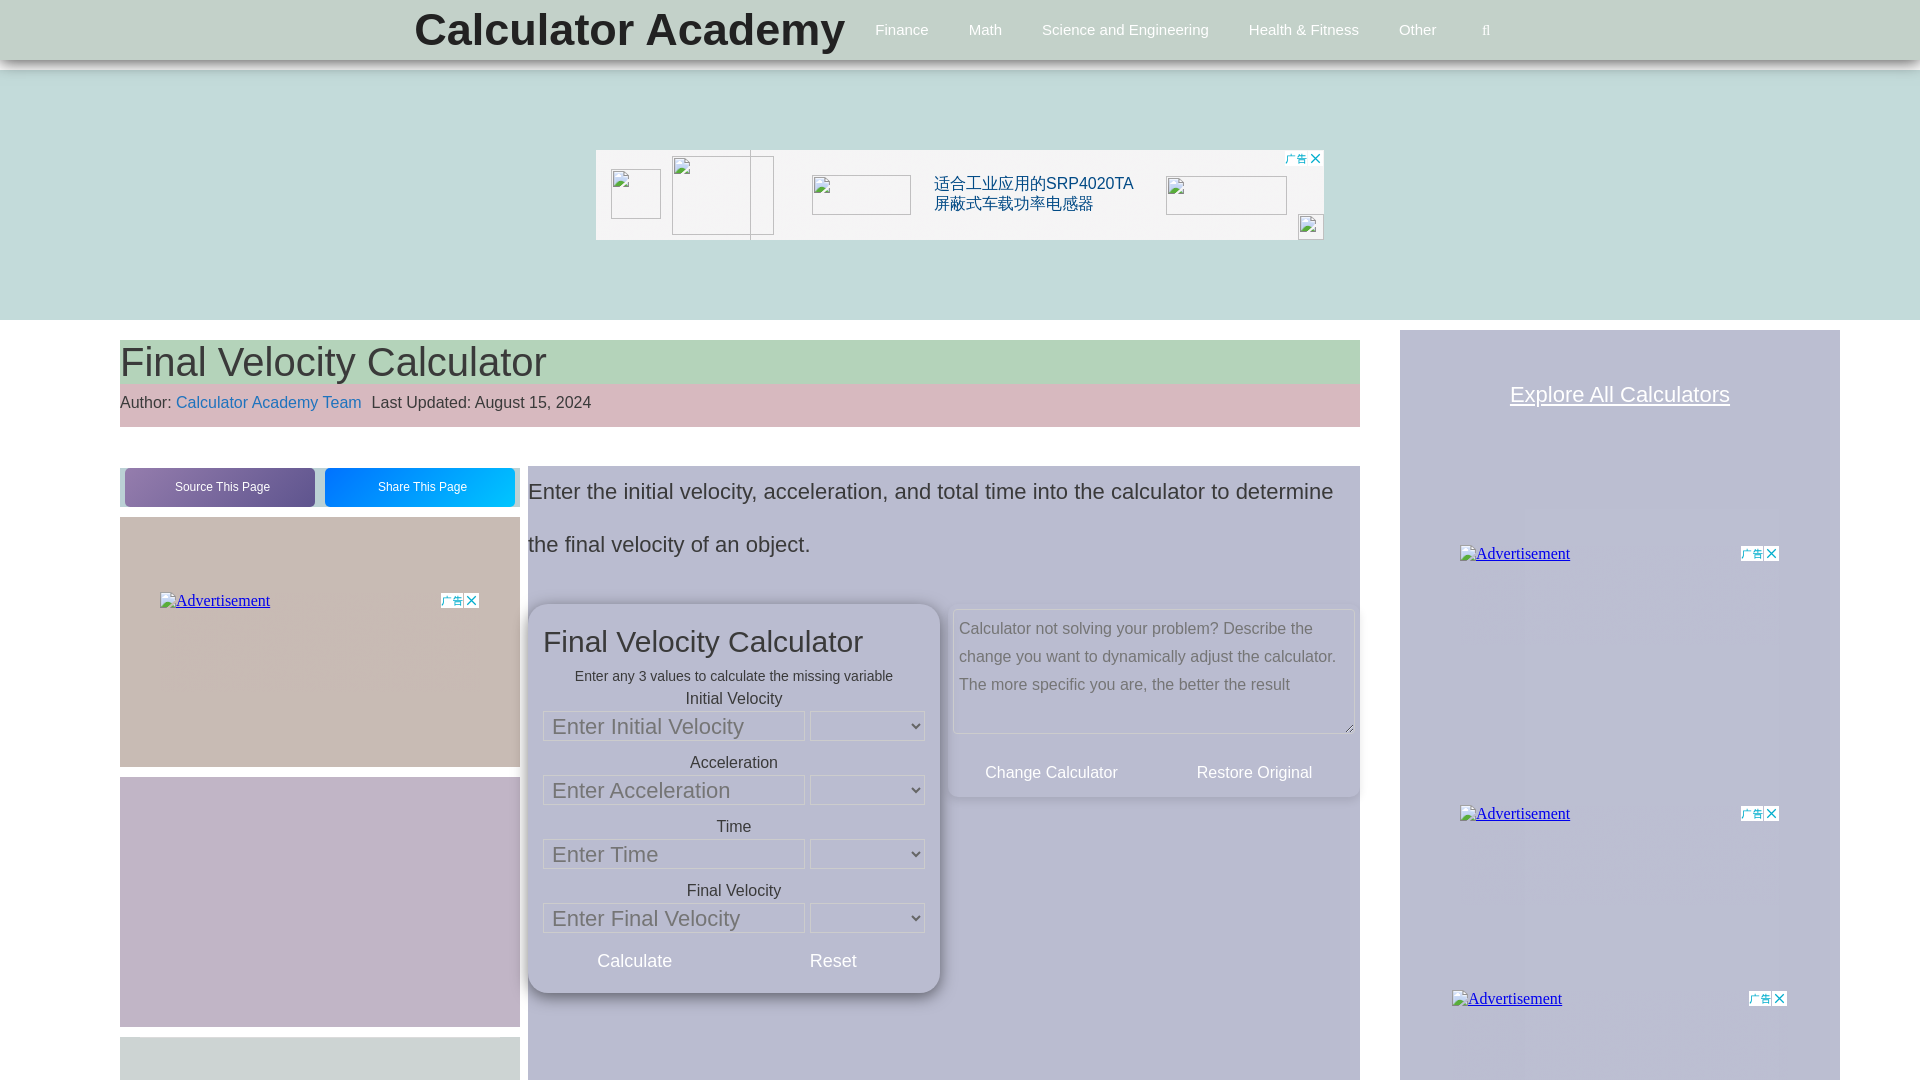 Calculator Academy
Finance
Math
Science and Engineering
Health & Fitness
Other
广告
适合工业应用的SRP4020TA
屏蔽式车载功率电感器
Final Velocity Calculator
Author: Calculator Academy Team Last Updated: August 15, 2024
Explore All Calculators
Source This Page
Share This Page
Enter the initial velocity, acceleration, and total time into the calculator to determine
the final velocity of an object.
Advertisement
广告
Final Velocity Calculator
Enter any 3 values to calculate the missing variable
Initial Velocity
Enter Initial Velocity
Acceleration
Enter Acceleration
Time
Enter Time
Final Velocity
Enter Final Velocity
Calculate
Reset
Calculator not solving your problem? Describe the
change you want to dynamically adjust the calculator.
The more specific you are, the better the result
Change Calculator
Restore Original
Advertisement
广告
Advertisement
广告
Advertisement
广告